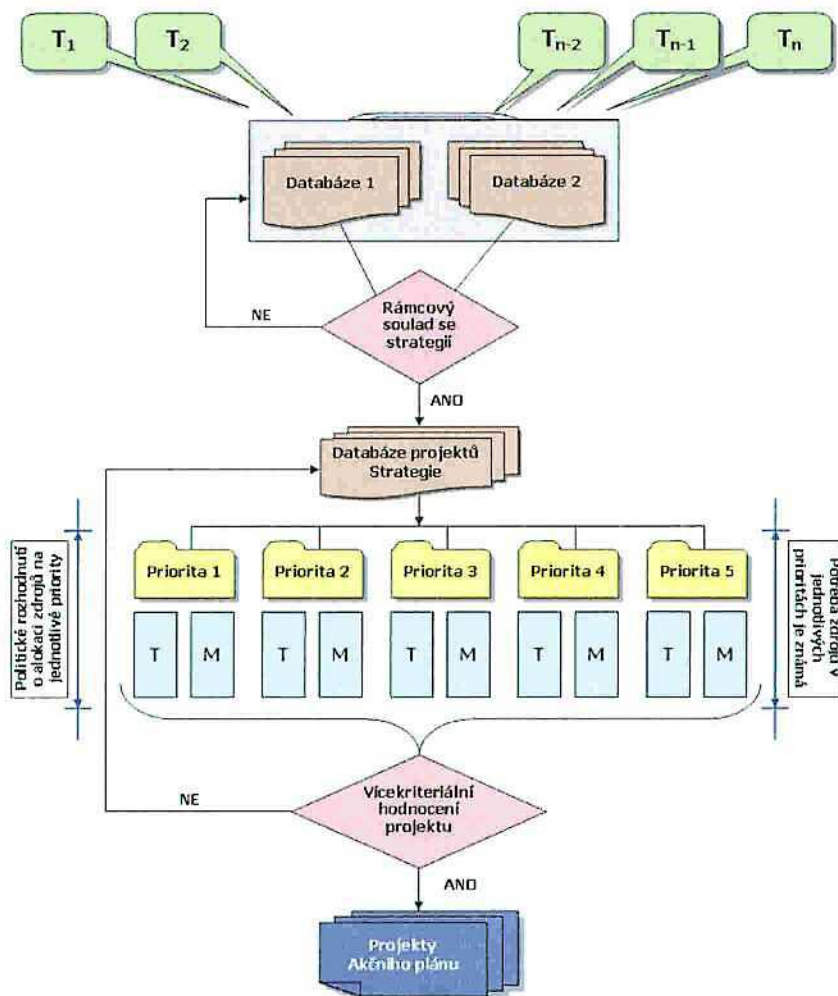 T1
T2
Tn-2
Tn-1
Tn
Databáze 1
Databáze 2
Rámcový
soulad se
strategií
NE
ANO
Databáze projektů
Strategie
Politické rozhodnutí
o alokaci zdrojů na
jednotlivé priority
Priorita 1
Priorita 2
Priorita 3
Priorita 4
Priorita 5
zdrojů v
jednotlivých
prioritách je známá
T
M
T
M
T
M
T
M
T
M
Vícekriteriální
hodnocení
projektu
NE
ANO
Projekty
Akčního plánu